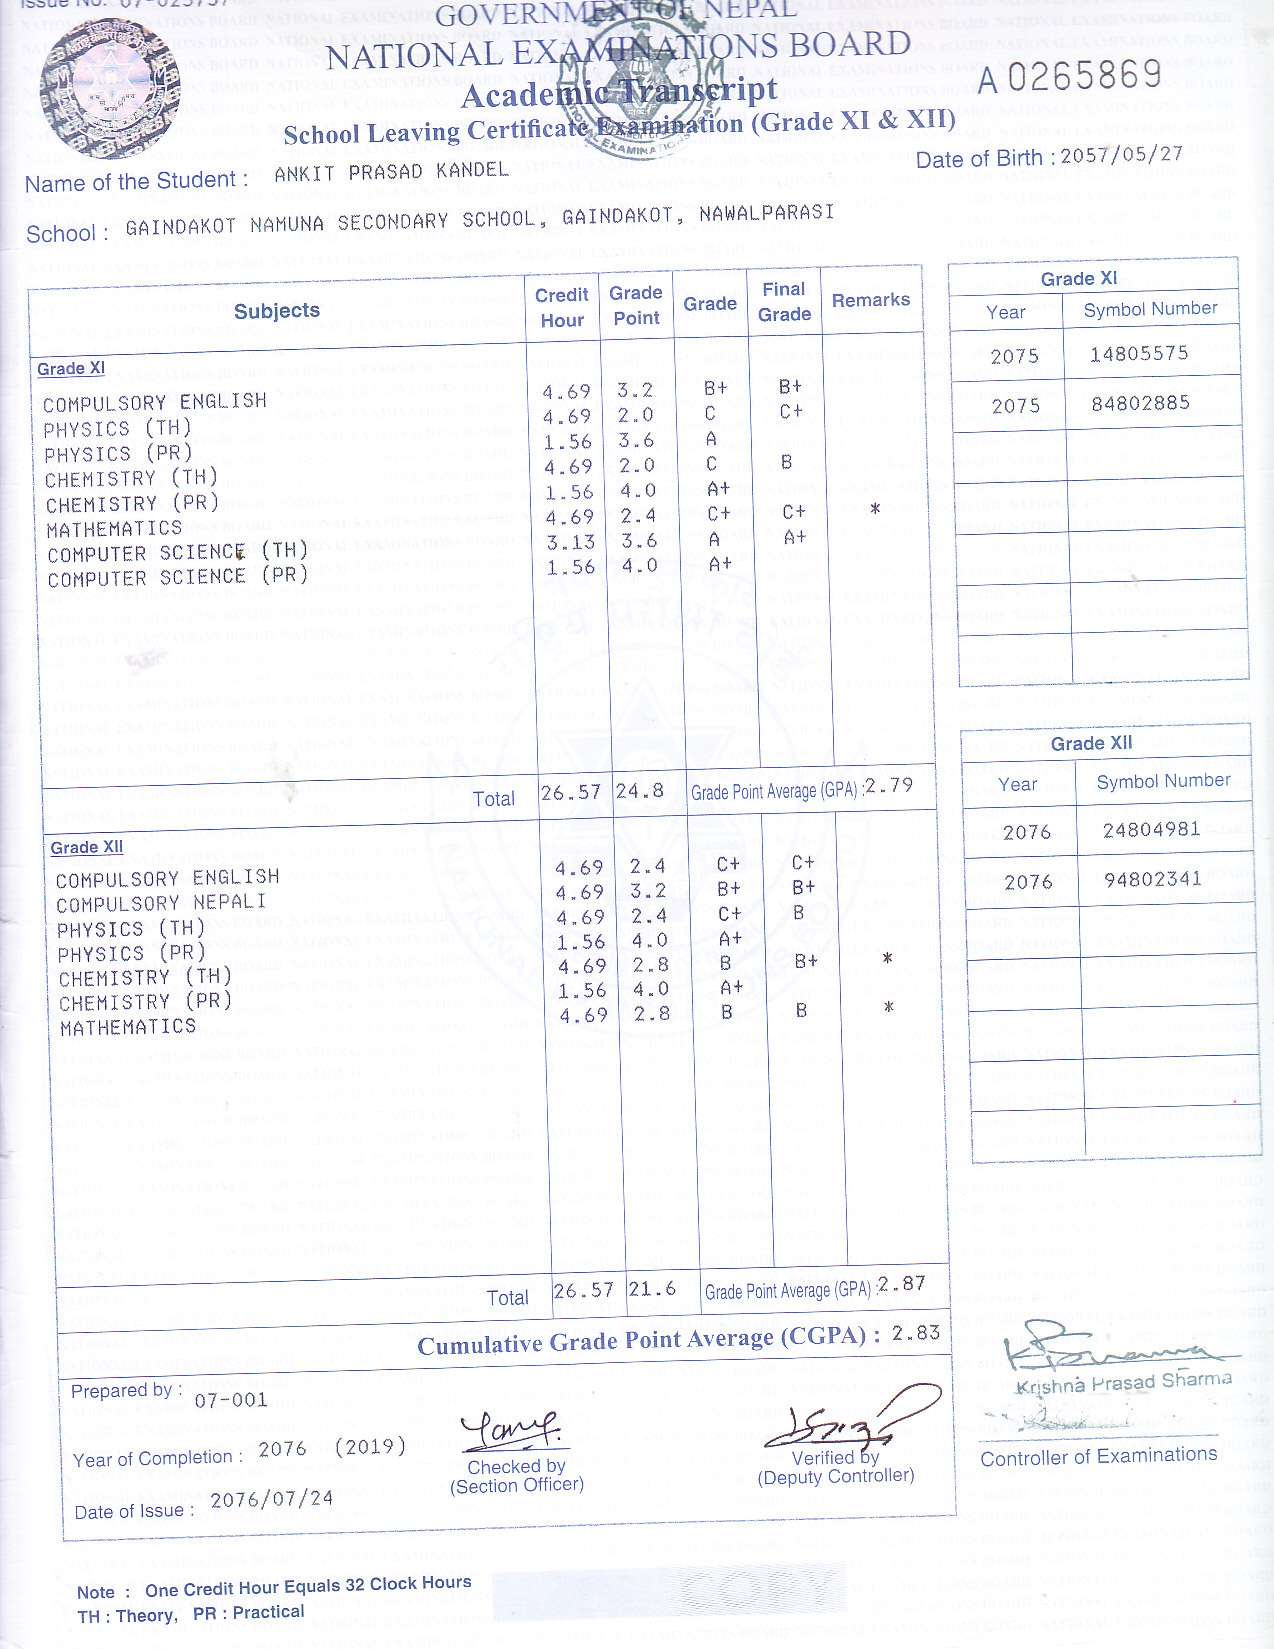 Issue No. 07-025757
GOVERNMENT OF NEPAL
NATIONAL EXAMINATIONS BOARD
A 0265869
Academic Transcript
School Leaving Certificate Examination (Grade XI & XII)
Name of the Student : ANKIT PRASAD KANDEL Date of Birth : 2057/05/27
School : GAINDAKOT NAMUNA SECONDARY SCHOOL, GAINDAKOT, NAWALPARASI
Subjects Credit Hour Grade Point Grade Final Grade Remarks
Grade XI
COMPULSORY ENGLISH 4.69 3.2 B+ B+
PHYSICS (TH) 4.69 2.0 C C+
PHYSICS (PR) 1.56 3.6 A
CHEMISTRY (TH) 4.69 2.0 C B
CHEMISTRY (PR) 1.56 4.0 A+
MATHEMATICS 4.69 2.4 C+ C+ *
COMPUTER SCIENCE (TH) 3.13 3.6 A A+
COMPUTER SCIENCE (PR) 1.56 4.0 A+
Total 26.57 24.8 Grade Point Average (GPA) : 2.79
Grade XII
COMPULSORY ENGLISH 4.69 2.4 C+ C+
COMPULSORY NEPALI 4.69 3.2 B+ B+
PHYSICS (TH) 4.69 2.4 C+ B
PHYSICS (PR) 1.56 4.0 A+
CHEMISTRY (TH) 4.69 2.8 B B+ *
CHEMISTRY (PR) 1.56 4.0 A+
MATHEMATICS 4.69 2.8 B B *
Total 26.57 21.6 Grade Point Average (GPA) : 2.87
Cumulative Grade Point Average (CGPA) : 2.83
Grade XI
Year Symbol Number
2075 14805575
2075 84802885
Grade XII
Year Symbol Number
2076 24804981
2076 94802341
Prepared by : 07-001
Year of Completion : 2076 (2019)
Date of Issue : 2076/07/24
Checked by
(Section Officer)
Verified by
(Deputy Controller)
Krishna Prasad Sharma
Controller of Examinations
Note : One Credit Hour Equals 32 Clock Hours
TH : Theory, PR : Practical
COPY